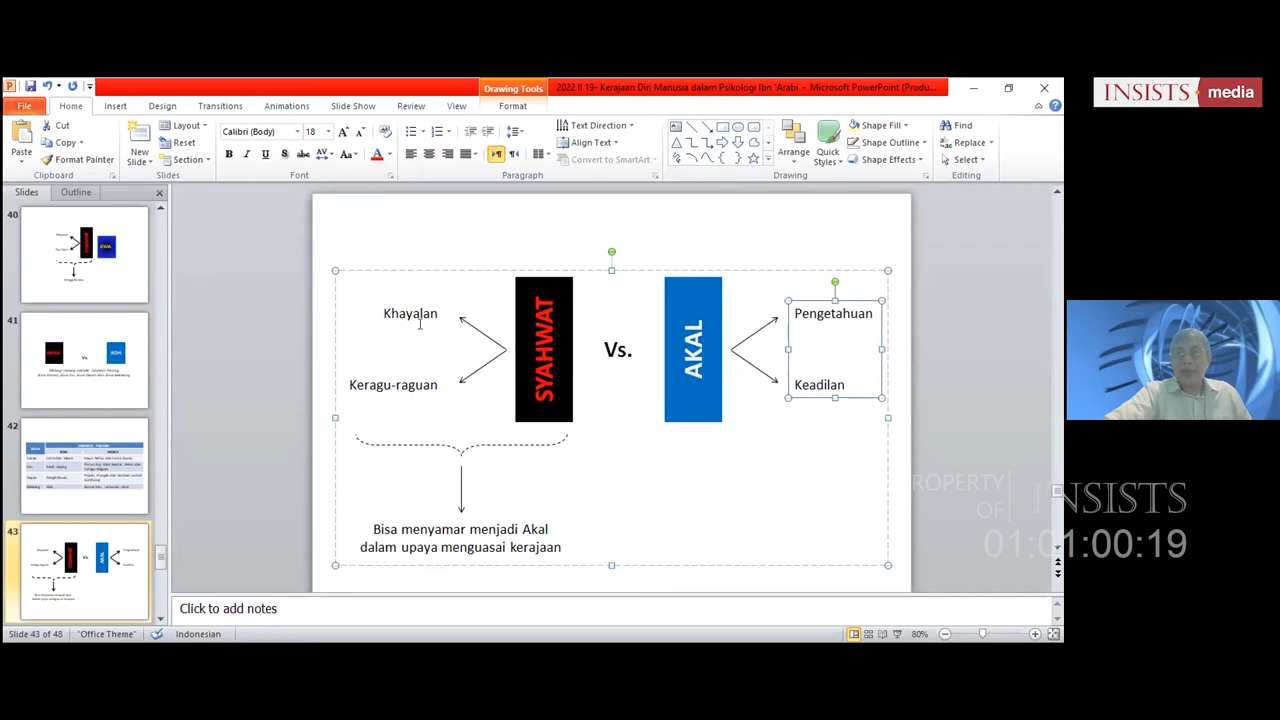 Drawing Tools
2022 II 19- Kerajaan Diri Manusia dalam Psikologi Ibn 'Arabi - Microsoft PowerPoint (Produ...
INSISTS media
File Home Insert Design Transitions Animations Slide Show Review View Format
Paste
Cut
Copy
Format Painter
Clipboard
New Slide
Layout
Reset
Section
Slides
Calibri (Body) 18
Font
Text Direction
Align Text
Convert to SmartArt
Paragraph
Arrange
Quick Styles
Shape Fill
Shape Outline
Shape Effects
Drawing
Find
Replace
Select
Editing
Slides Outline
40
41
Vs.
42
43
Khayalan
Keragu-raguan
SYAHWAT
Vs.
AKAL
Pengetahuan
Keadilan
Bisa menyamar menjadi Akal
dalam upaya menguasai kerajaan
PROPERTY
OF
INSISTS
01:01:00:19
Click to add notes
Slide 43 of 48 "Office Theme" Indonesian 80%